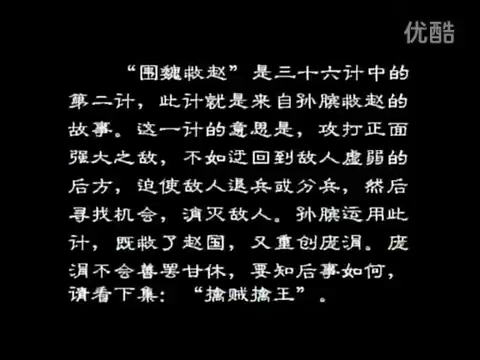 优酷
“围魏救赵”是三十六计中的
第二计，此计就是来自孙膑救赵的
故事。这一计的意思是，攻打正面
强大之敌，不如迂回到敌人虚弱的
后方，迫使敌人退兵或分兵，然后
寻找机会，消灭敌人。孙膑运用此
计，既救了赵国，又重创庞涓。庞
涓不会善罢甘休，要知后事如何，
请看下集：“擒贼擒王”。